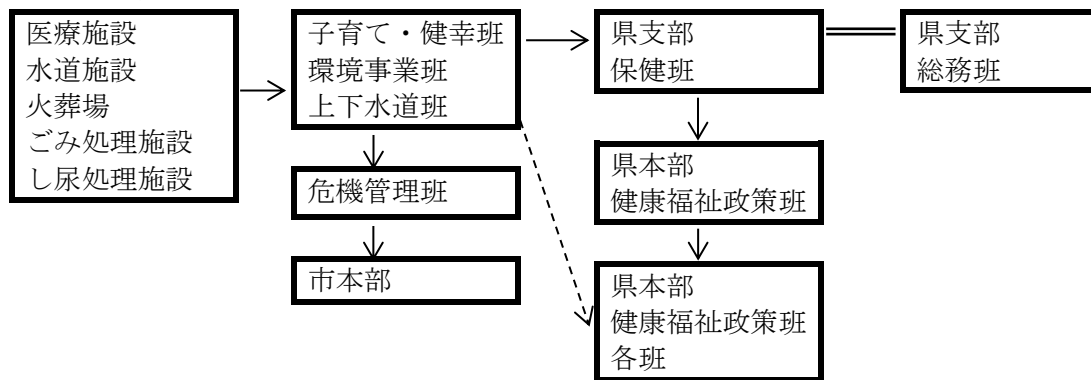 医療施設
水道施設
火葬場
ごみ処理施設
し尿処理施設
子育て・健幸班
環境事業班
上下水道班
危機管理班
市本部
県支部
保健班
県本部
健康福祉政策班
県本部
健康福祉政策班
各班
県支部
総務班